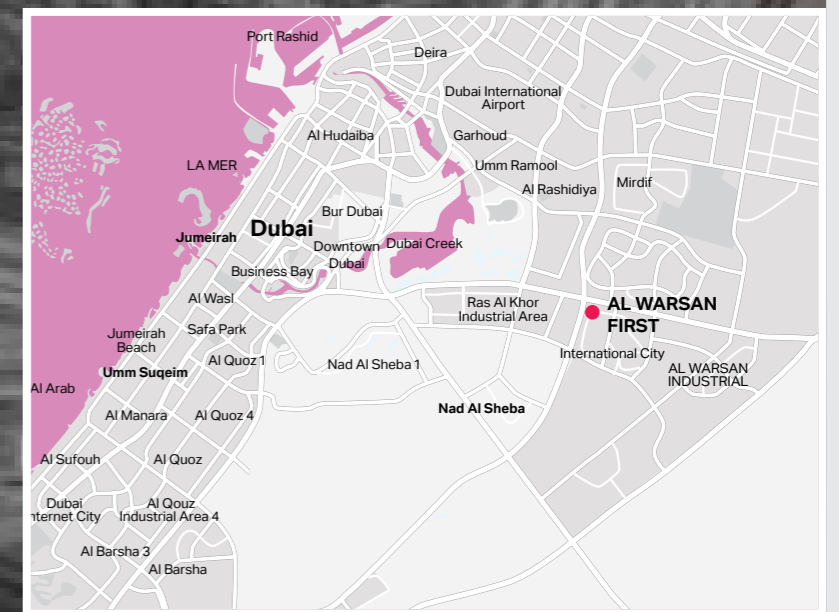 Port Rashid
Deira
Dubai International
Airport
Al Hudaiba
Garhoud
LA MER
Umm Ramool
Al Rashidiya
Mirdif
Bur Dubai
Jumeirah
Dubai
Downtown
Dubai
Dubai Creek
Business Bay
Al Wasl
Ras Al Khor
Industrial Area
AL WARSAN
FIRST
Jumeirah
Beach
Safa Park
Al Quoz 1
Nad Al Sheba 1
International City
AL WARSAN
INDUSTRIAL
Umm Suqeim
Al Arab
Al Manara
Al Quoz 4
Nad Al Sheba
Al Sufouh
Al Quoz
Dubai
nternet City
Al Qouz
Industrial Area 4
Al Barsha 3
Al Barsha